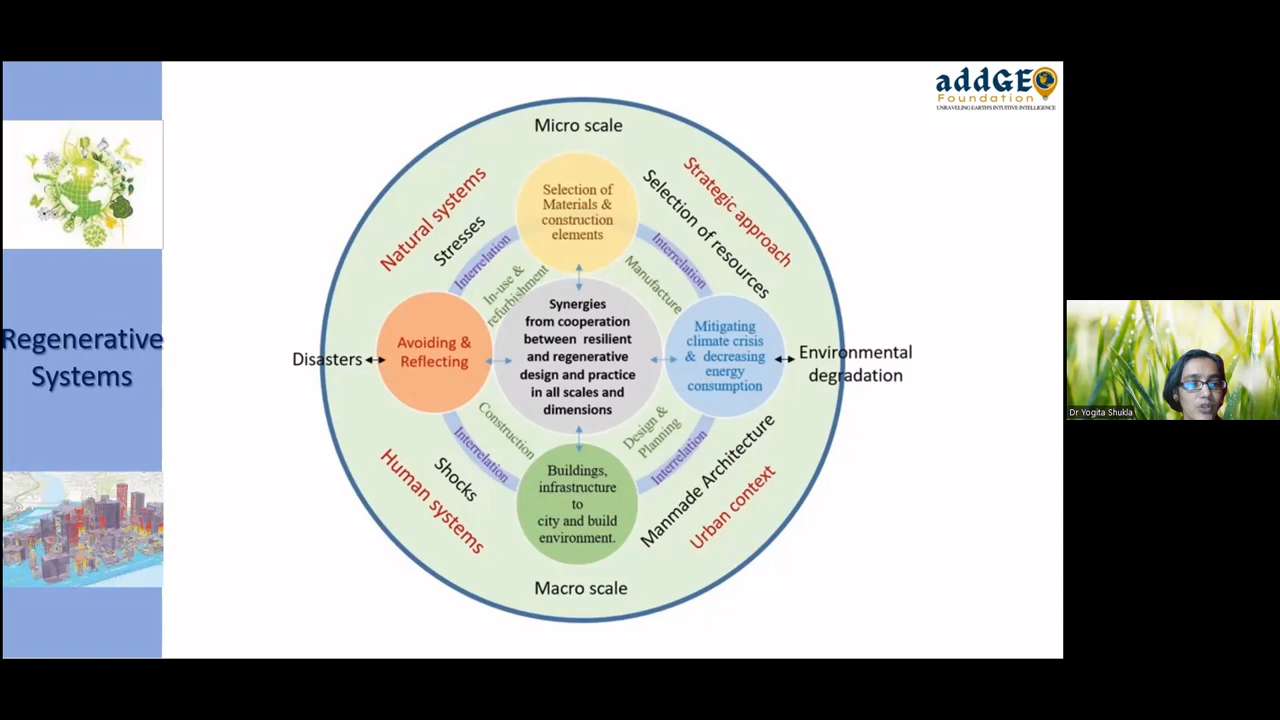 addGEO
Foundation
UNRAVELING EARTH'S INTUITIVE INTELLIGENCE
Regenerative
Systems
Micro scale
Natural systems
Stresses
Strategic approach
Selection of resources
Selection of
Materials &
construction
elements
Interrelation
Interrelation
In-use &
refurbishment
Manufacture
Synergies
from cooperation
between resilient
and regenerative
design and practice
in all scales and
dimensions
Disasters
Avoiding &
Reflecting
Mitigating
climate crisis
& decreasing
energy
consumption
Environmental
degradation
Construction
Design &
Planning
Interrelation
Interrelation
Shocks
Human systems
Buildings,
infrastructure
to
city and build
environment.
Manmade Architecture
Urban context
Macro scale
Dr Yogita Shukla